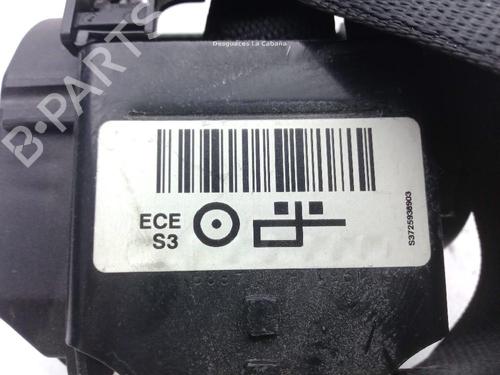 Desguaces La Cabaña
B-PARTS
ECE
S3
S3725938903